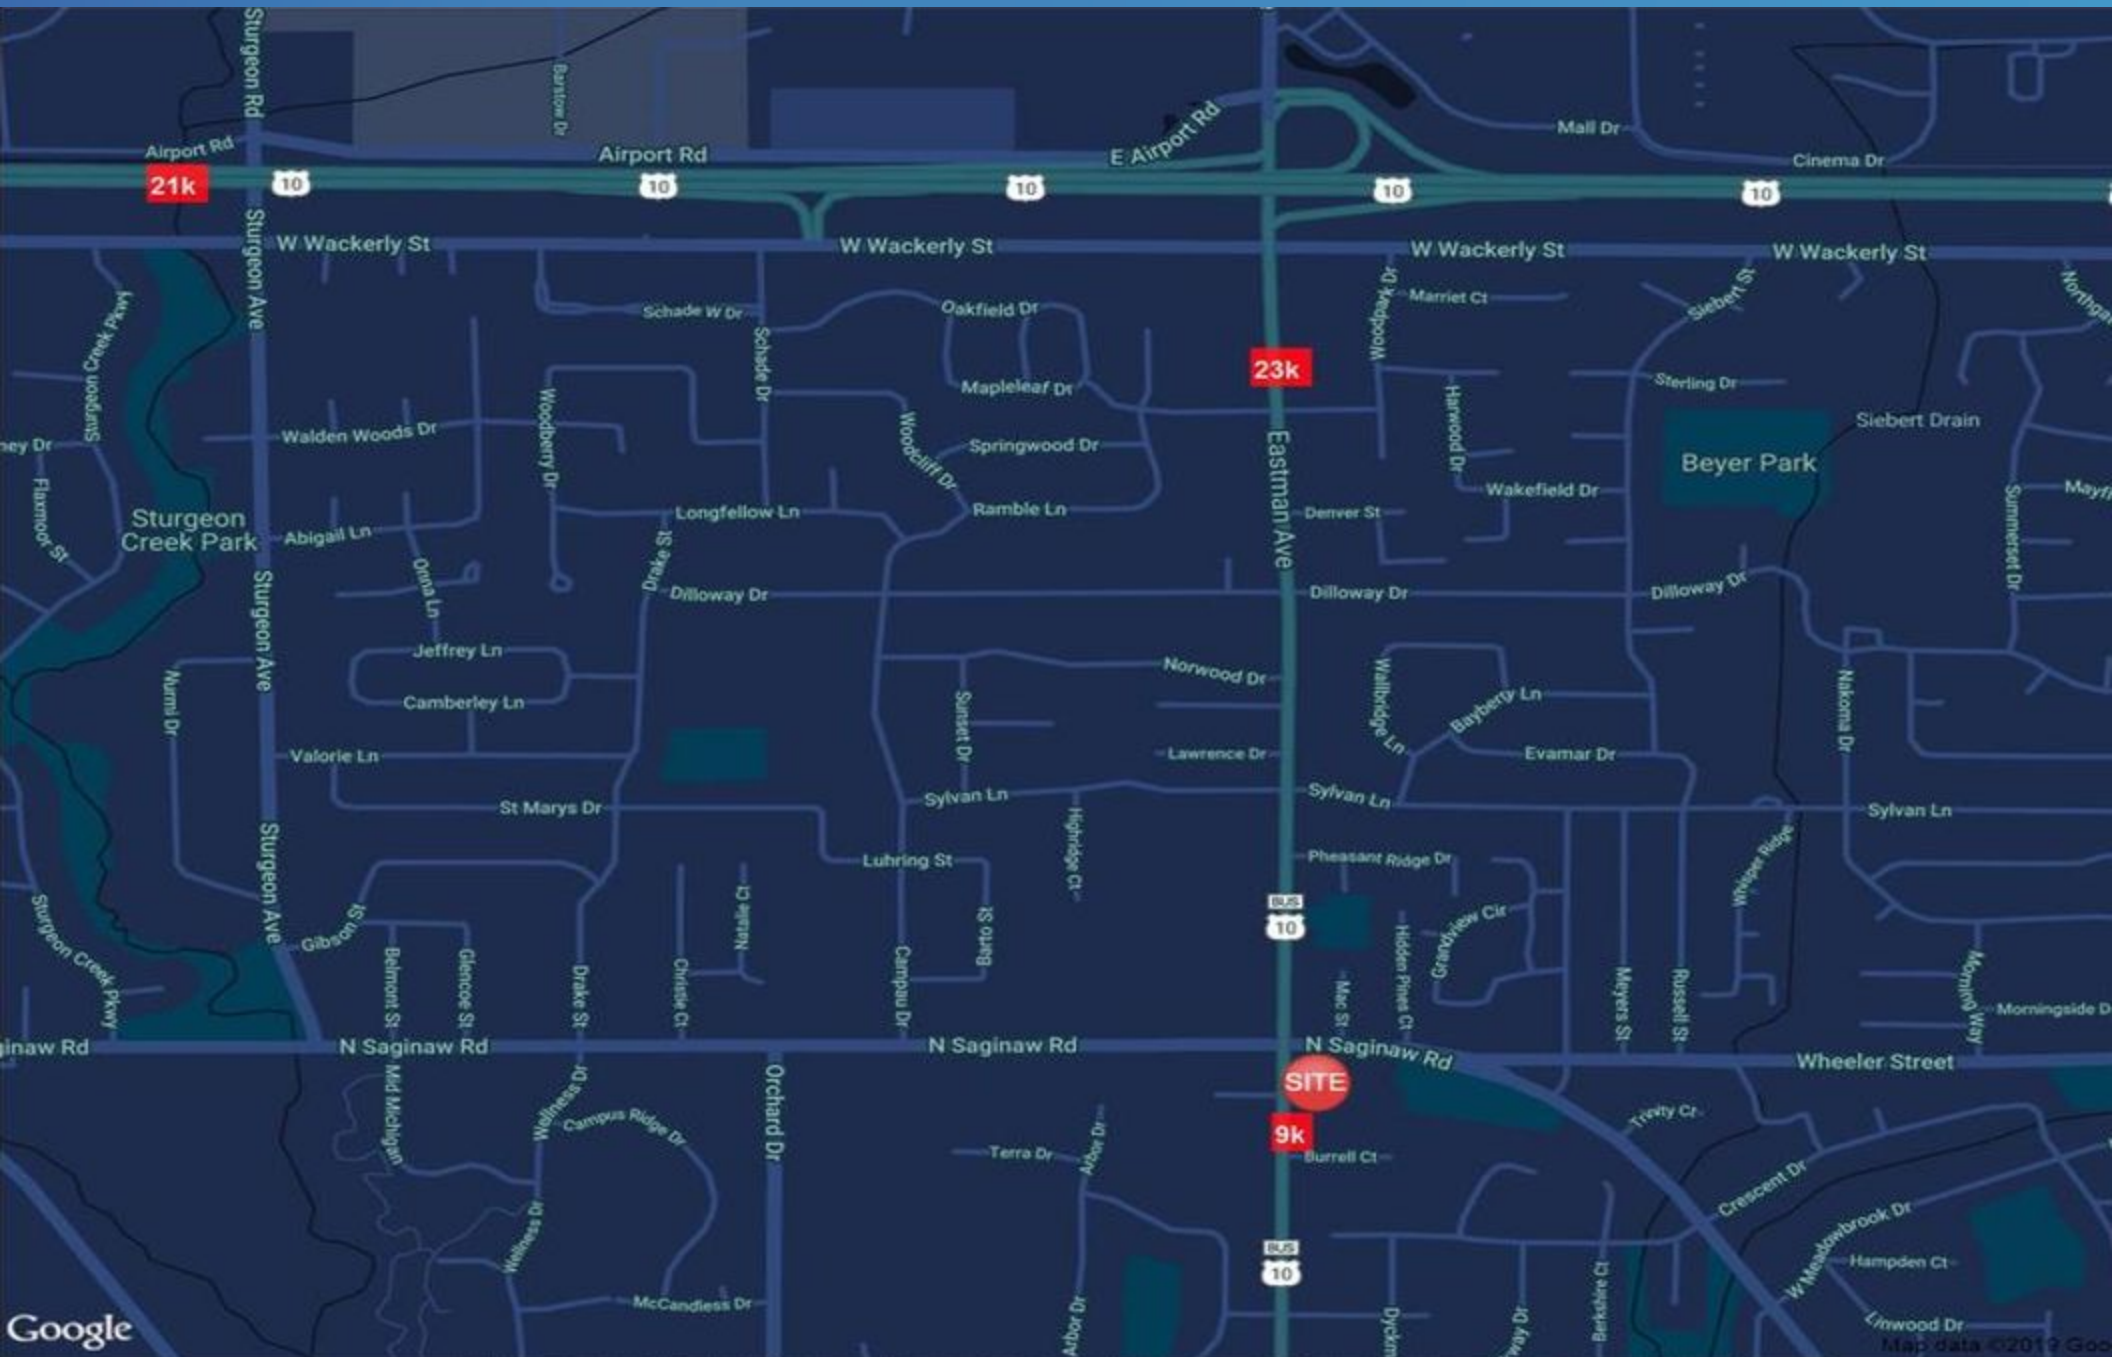 Sturgeon Rd
Barstow Dr
Airport Rd
Airport Rd
E Airport Rd
Mall Dr
Cinema Dr
21k
10
10
10
10
10
Sturgeon Ave
W Wackerly St
W Wackerly St
W Wackerly St
W Wackerly St
Sturgeon Creek Pkwy
Schade W Dr
Oakfield Dr
Woodpark Dr
Marriet Ct
Siebert St
Schade Dr
23k
Mapleleaf Dr
Sterling Dr
Woodberry Dr
Harwood Dr
Siebert Drain
Walden Woods Dr
Woodcliff Dr
Springwood Dr
Eastman Ave
Beyer Park
ney Dr
Flaxmoor St
Wakefield Dr
Summerset Dr
Mayfi
Sturgeon
Creek Park
Abigail Ln
Longfellow Ln
Ramble Ln
Denver St
Drake St
Onna Ln
Sturgeon Ave
Dilloway Dr
Dilloway Dr
Dilloway Dr
Jeffrey Ln
Norwood Dr
Nurmi Dr
Camberley Ln
Sunset Dr
Wallbridge Ln
Bayberry Ln
Nakoma Dr
Valorie Ln
Lawrence Dr
Evamar Dr
St Marys Dr
Sylvan Ln
Sylvan Ln
Sylvan Ln
Sturgeon Ave
Highridge Ct
Luhring St
Pheasant Ridge Dr
Whisper Ridge
Sturgeon Creek Pkwy
Gibson St
Natalie Ct
BUS
10
Grandview Cir
Belmont St
Glencoe St
Drake St
Christie Ct
Campau Dr
Mac St
Hidden Pines Ct
Meyers St
Russell St
Morning Way
Morningside D
ginaw Rd
N Saginaw Rd
N Saginaw Rd
N Saginaw Rd
Wheeler Street
SITE
Mid Michigan
Wellness Dr
Campus Ridge Dr
Orchard Dr
9k
Trinity Ct
Terra Dr
Arbor Dr
Burrell Ct
Crescent Dr
Wellness Dr
W Meadowbrook Dr
BUS
10
Hampden Ct
McCandless Dr
Arbor Dr
Berkshire Ct
Linwood Dr
Google
Map data ©2019 Goo